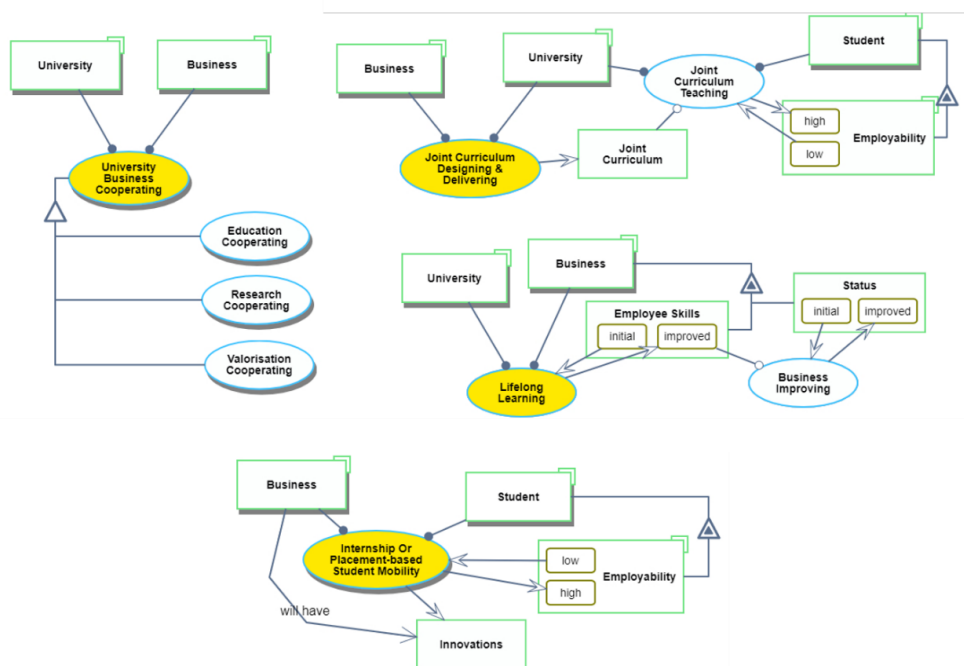 University
Business
University
Business
Cooperating
Education
Cooperating
Research
Cooperating
Valorisation
Cooperating
Business
University
Joint
Curriculum
Teaching
Student
high
low
Employability
Joint Curriculum
Designing &
Delivering
Joint
Curriculum
University
Business
Employee Skills
initial
improved
Status
initial
improved
Lifelong
Learning
Business
Improving
Business
Student
Internship Or
Placement-based
Student Mobility
low
high
Employability
will have
Innovations